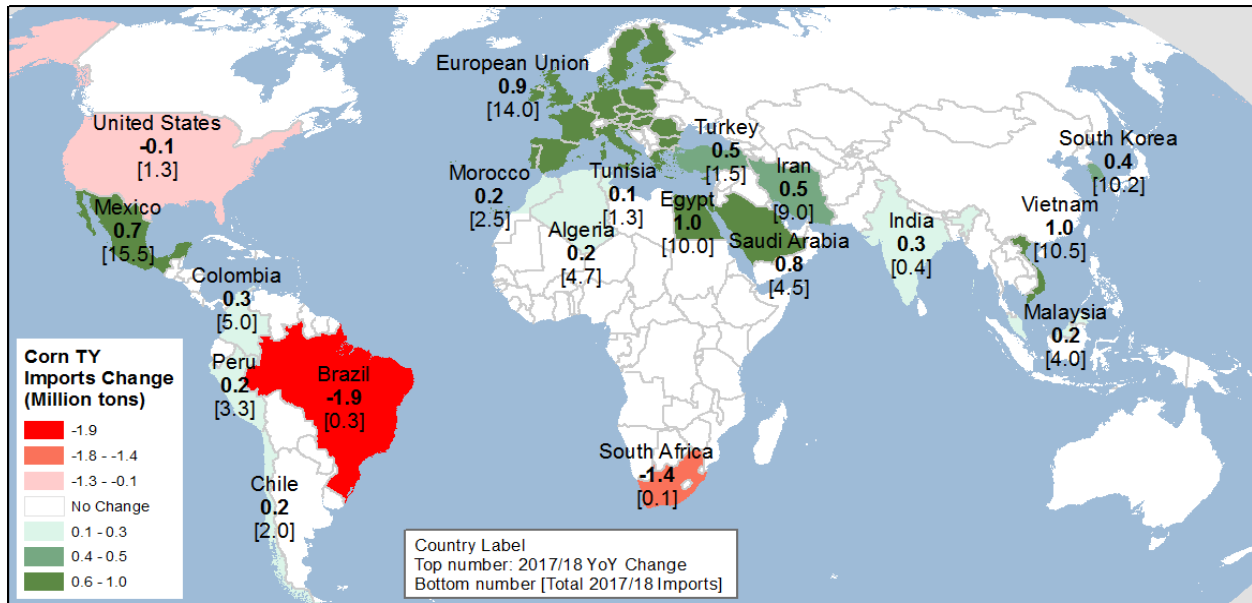 European Union
0.9
[14.0]
United States
-0.1
[1.3]
Turkey
0.5
[1.5]
South Korea
0.4
[10.2]
Morocco
0.2
[2.5]
Tunisia
0.1
[1.3]
Iran
0.5
[9.0]
Mexico
0.7
[15.5]
Egypt
1.0
[10.0]
India
0.3
[0.4]
Vietnam
1.0
[10.5]
Algeria
0.2
[4.7]
Saudi Arabia
0.8
[4.5]
Colombia
0.3
[5.0]
Malaysia
0.2
[4.0]
Peru
0.2
[3.3]
Brazil
-1.9
[0.3]
South Africa
-1.4
[0.1]
Chile
0.2
[2.0]
Corn TY
Imports Change
(Million tons)
-1.9
-1.8 - -1.4
-1.3 - -0.1
No Change
0.1 - 0.3
0.4 - 0.5
0.6 - 1.0
Country Label
Top number: 2017/18 YoY Change
Bottom number [Total 2017/18 Imports]